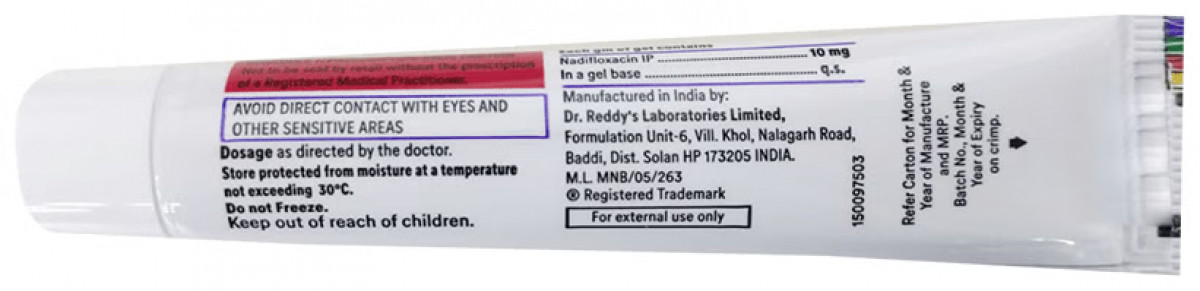 Not to be sold by retail without the prescription
of a Registered Medical Practitioner.
AVOID DIRECT CONTACT WITH EYES AND
OTHER SENSITIVE AREAS
Dosage as directed by the doctor.
Store protected from moisture at a temperature
not exceeding 30°C.
Do not Freeze.
Keep out of reach of children.
Each gm of gel contains
Nadifloxacin IP ........................................ 10 mg
In a gel base ........................................ q.s.
Manufactured in India by:
Dr. Reddy's Laboratories Limited,
Formulation Unit-6, Vill. Khol, Nalagarh Road,
Baddi, Dist. Solan HP 173205 INDIA.
M.L. MNB/05/263
® Registered Trademark
For external use only
150097503
Refer Carton for Month &
Year of Manufacture
and MRP.
Batch No., Month &
Year of Expiry
on crimp.